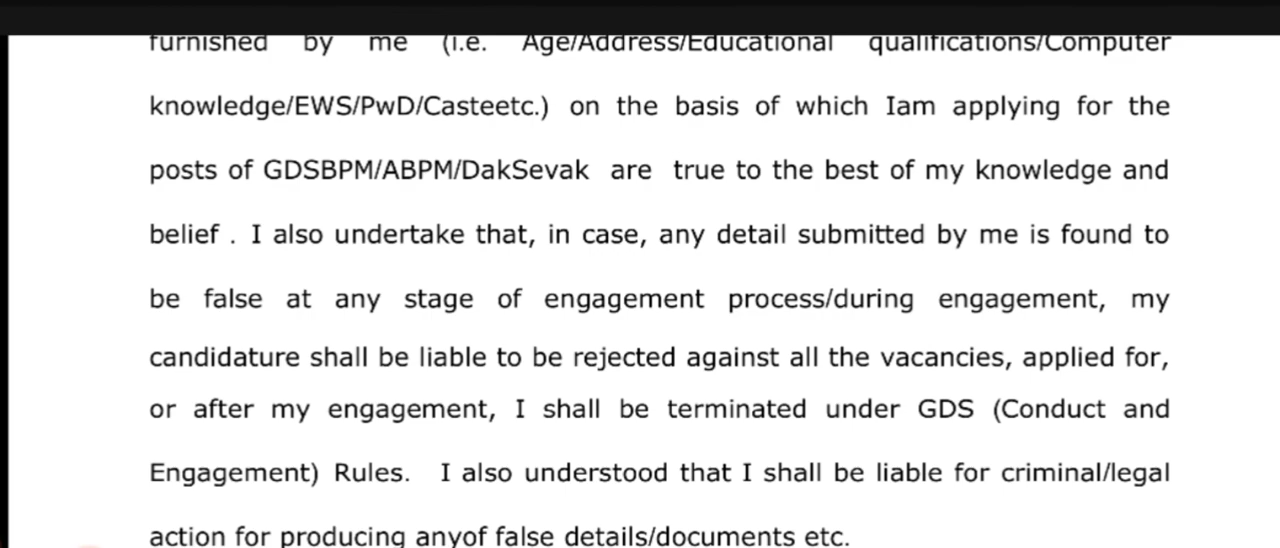 furnished by me (i.e. Age/Address/Educational qualifications/Computer
knowledge/EWS/PwD/Casteetc.) on the basis of which Iam applying for the
posts of GDSBPM/ABPM/DakSevak are true to the best of my knowledge and
belief . I also undertake that, in case, any detail submitted by me is found to
be false at any stage of engagement process/during engagement, my
candidature shall be liable to be rejected against all the vacancies, applied for,
or after my engagement, I shall be terminated under GDS (Conduct and
Engagement) Rules. I also understood that I shall be liable for criminal/legal
action for producing anyof false details/documents etc.